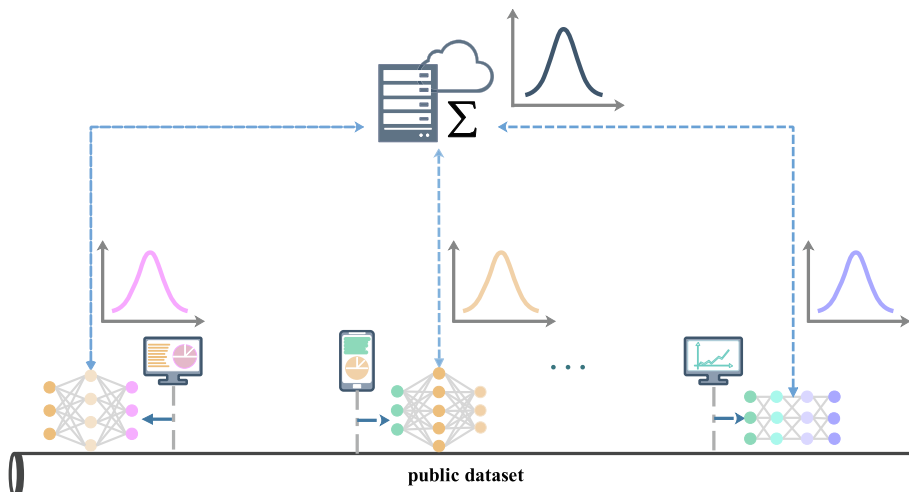 Σ
. . .
public dataset